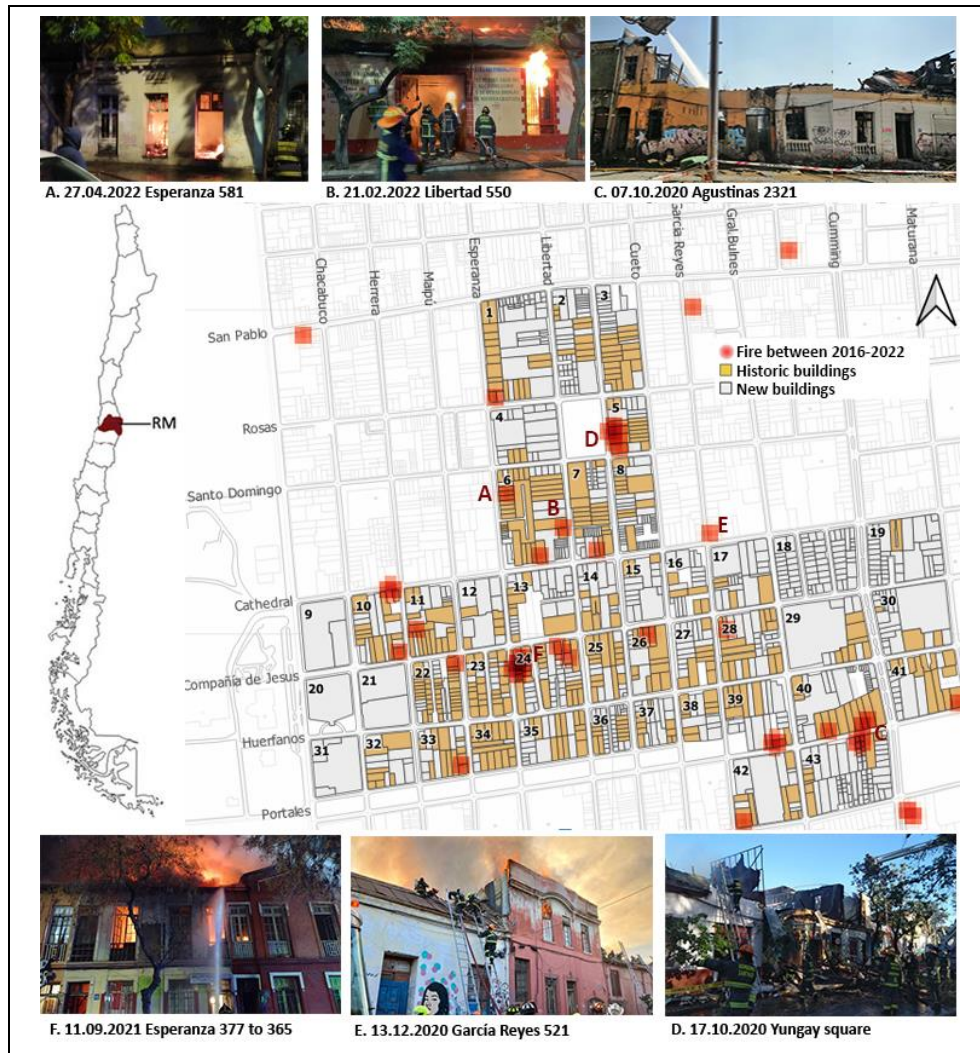 A. 27.04.2022 Esperanza 581
B. 21.02.2022 Libertad 550
C. 07.10.2020 Agustinas 2321
Chacabuco
Herrera
Maipú
Esperanza
Libertad
Cueto
García Reyes
Gral.Bulnes
Cumming
Maturana
San Pablo
Rosas
Santo Domingo
Cathedral
Compañía de Jesus
Huerfanos
Portales
RM
Fire between 2016-2022
Historic buildings
New buildings
1
2
3
4
5
D
6
7
8
A
B
E
9
10
11
12
13
14
15
16
17
18
19
20
21
22
23
24
F
25
26
27
28
29
30
31
32
33
34
35
36
37
38
39
40
41
C
42
43
F. 11.09.2021 Esperanza 377 to 365
E. 13.12.2020 García Reyes 521
D. 17.10.2020 Yungay square